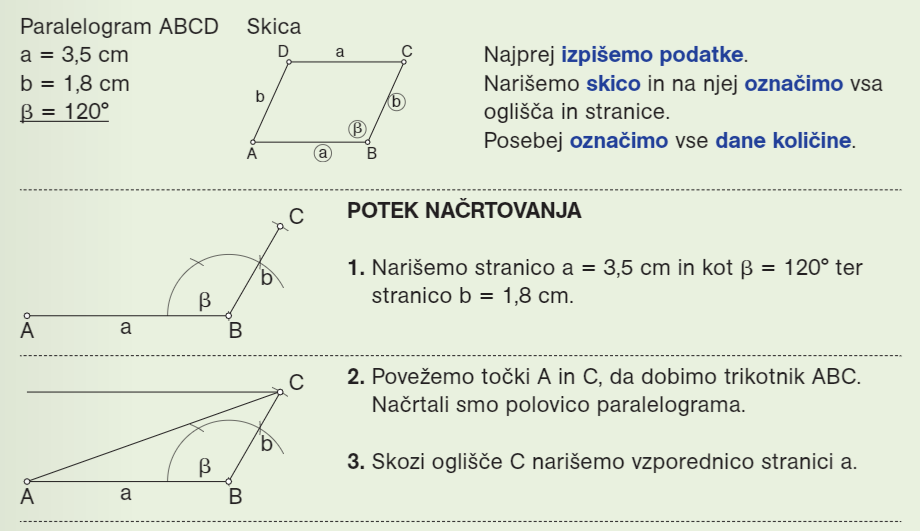 Paralelogram ABCD
a = 3,5 cm
b = 1,8 cm
β = 120°
Skica
D a C
b b
β
A a B
Najprej izpišemo podatke.
Narišemo skico in na njej označimo vsa
oglišča in stranice.
Posebej označimo vse dane količine.
C
b
β
A a B
POTEK NAČRTOVANJA
1. Narišemo stranico a = 3,5 cm in kot β = 120° ter
stranico b = 1,8 cm.
C
b
β
A a B
2. Povežemo točki A in C, da dobimo trikotnik ABC.
Načrtali smo polovico paralelograma.
3. Skozi oglišče C narišemo vzporednico stranici a.